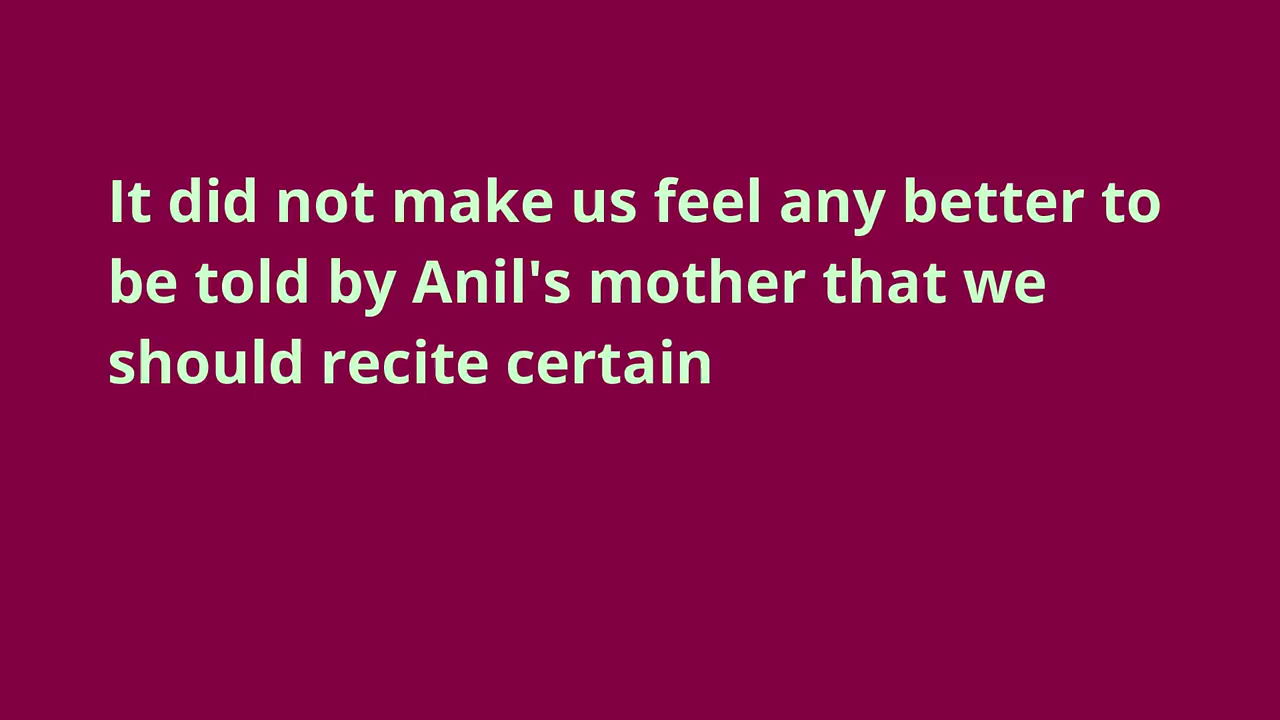 It did not make us feel any better to
be told by Anil's mother that we
should recite certain